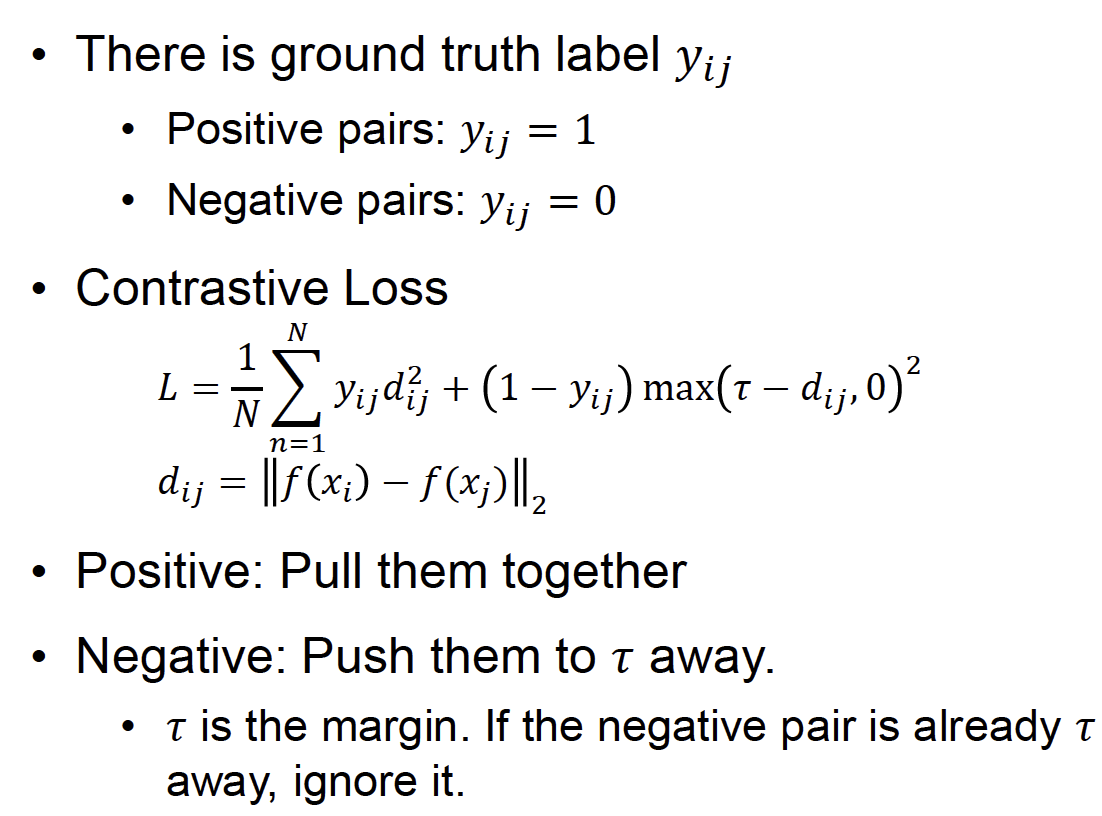 • There is ground truth label $y_{ij}$
• Positive pairs: $y_{ij} = 1$
• Negative pairs: $y_{ij} = 0$
• Contrastive Loss
$L = \frac{1}{N} \sum_{n=1}^{N} y_{ij} d_{ij}^2 + (1 - y_{ij}) \max(\tau - d_{ij}, 0)^2$
$d_{ij} = \left\| f(x_i) - f(x_j) \right\|_2$
• Positive: Pull them together
• Negative: Push them to $\tau$ away.
• $\tau$ is the margin. If the negative pair is already $\tau$
away, ignore it.